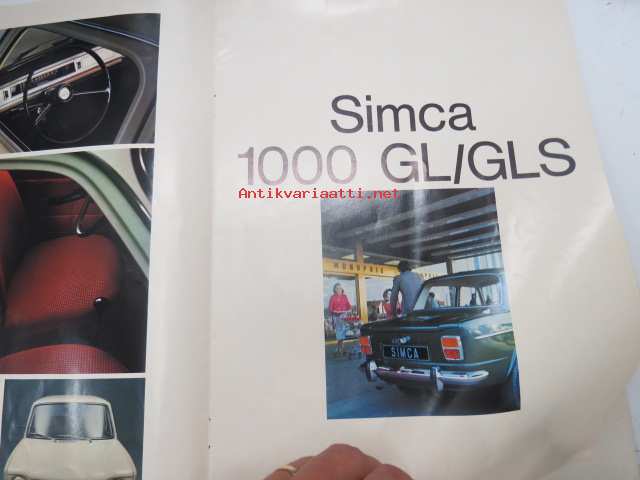 Simca
1000 GL/GLS
Antikvariaatti.net
MONOPRIX
SIMCA